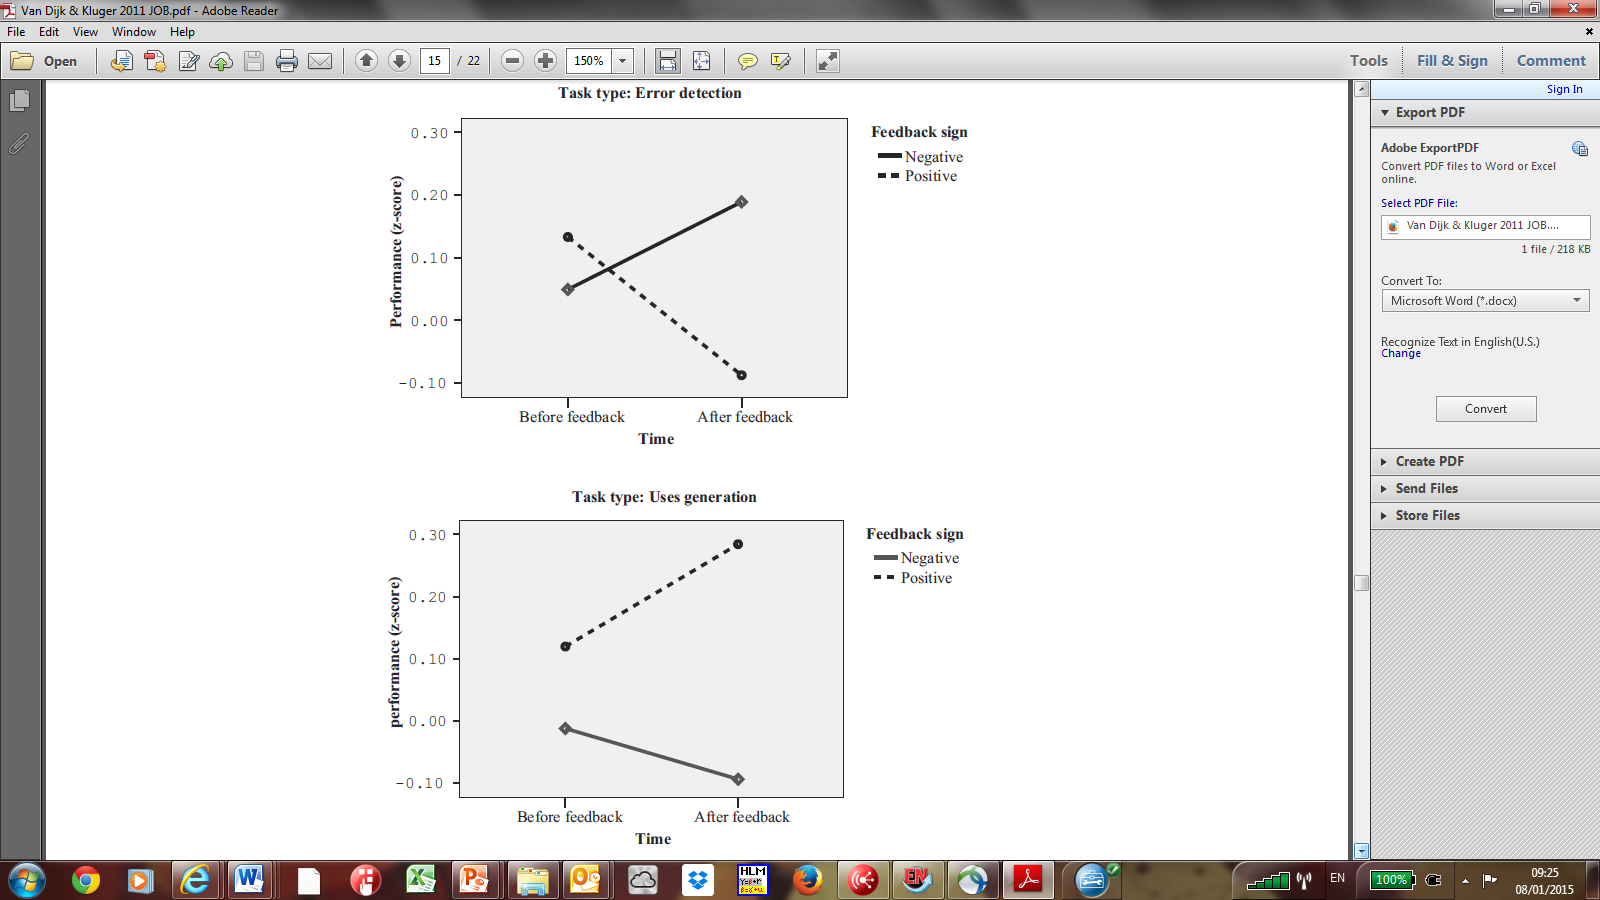 Van Dijk & Kluger 2011 JOB.pdf - Adobe Reader
File Edit View Window Help
Open 15 / 22 150% Tools Fill & Sign Comment
Task type: Error detection
0.30
0.20
0.10
0.00
-0.10
Performance (z-score)
Before feedback After feedback
Time
Feedback sign
Negative
Positive
Task type: Uses generation
0.30
0.20
0.10
0.00
-0.10
performance (z-score)
Before feedback After feedback
Time
Feedback sign
Negative
Positive
Sign In
Export PDF
Adobe ExportPDF
Convert PDF files to Word or Excel
online.
Select PDF File:
Van Dijk & Kluger 2011 JOB....
1 file / 218 KB
Convert To:
Microsoft Word (*.docx)
Recognize Text in English(U.S.)
Change
Convert
Create PDF
Send Files
Store Files
HLM
EN
EN 100% 09:25
08/01/2015